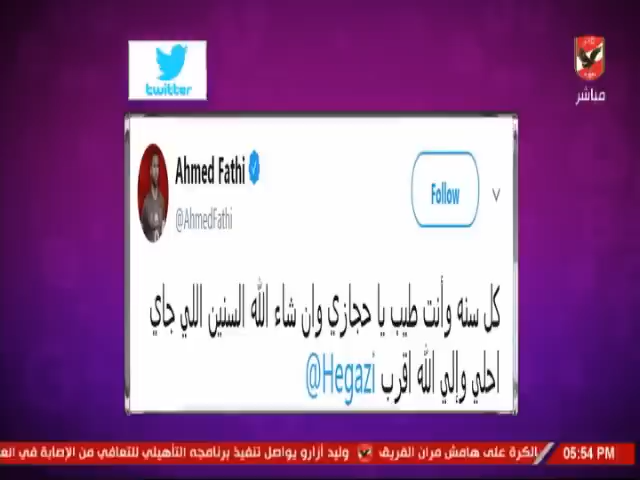 twitter
مباشر
Ahmed Fathi
@AhmedFathi
Follow
كل سنه وأنت طيب يا حجازي وان شاء الله السنين اللي جاي
احلي وإلي الله اقرب @Hegazi
بالكرة على هامش مران الفريق وليد أزارو يواصل تنفيذ برنامجه التأهيلي للتعافي من الإصابة في
05:54 PM